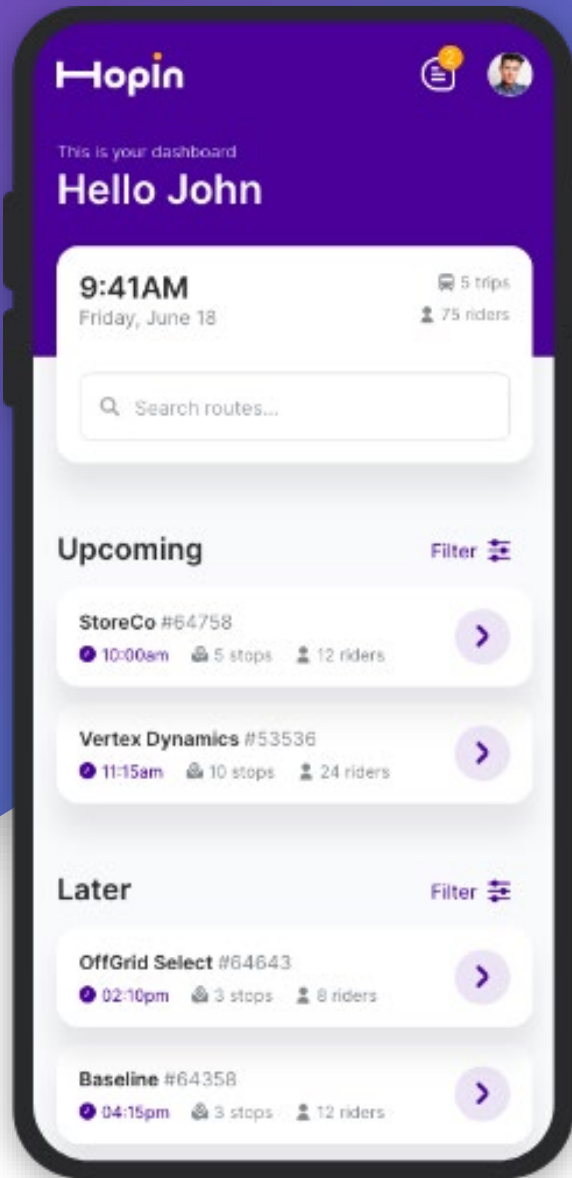 Hopin
2
This is your dashboard
Hello John
9:41AM
5 trips
Friday, June 18
75 riders
Search routes...
Upcoming
Filter
StoreCo #64758
10:00am 5 stops 12 riders
Vertex Dynamics #53536
11:15am 10 stops 24 riders
Later
Filter
OffGrid Select #64643
02:10pm 3 stops 8 riders
Baseline #64358
04:15pm 3 stops 12 riders